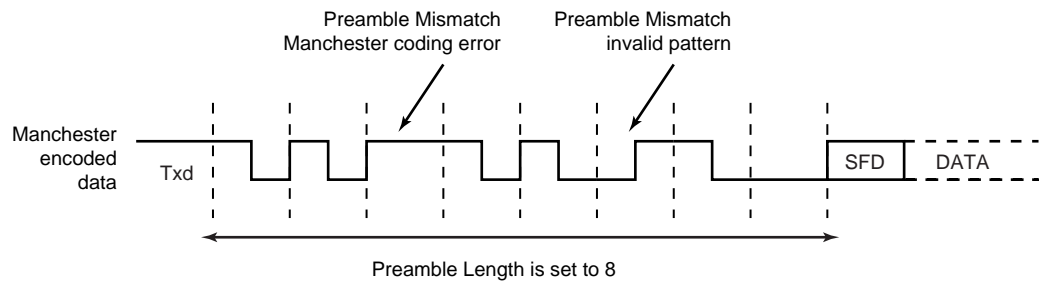 Preamble Mismatch
Manchester coding error
Preamble Mismatch
invalid pattern
Manchester
encoded
data
Txd
SFD
DATA
Preamble Length is set to 8